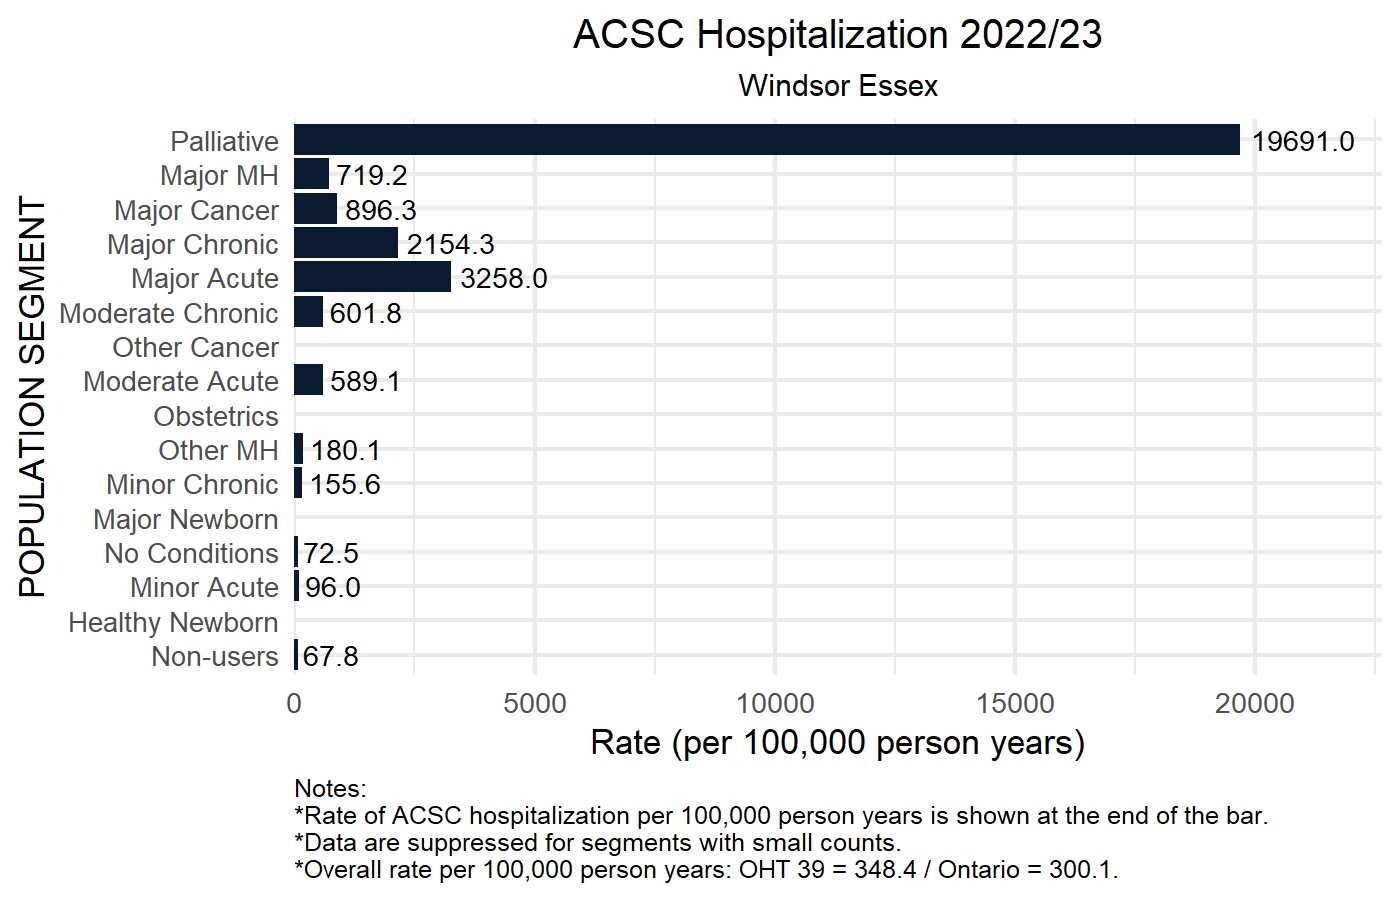 ACSC Hospitalization 2022/23
Windsor Essex
POPULATION SEGMENT
Palliative 19691.0
Major MH 719.2
Major Cancer 896.3
Major Chronic 2154.3
Major Acute 3258.0
Moderate Chronic 601.8
Other Cancer
Moderate Acute 589.1
Obstetrics
Other MH 180.1
Minor Chronic 155.6
Major Newborn
No Conditions 72.5
Minor Acute 96.0
Healthy Newborn
Non-users 67.8
0 5000 10000 15000 20000
Rate (per 100,000 person years)
Notes:
*Rate of ACSC hospitalization per 100,000 person years is shown at the end of the bar.
*Data are suppressed for segments with small counts.
*Overall rate per 100,000 person years: OHT 39 = 348.4 / Ontario = 300.1.